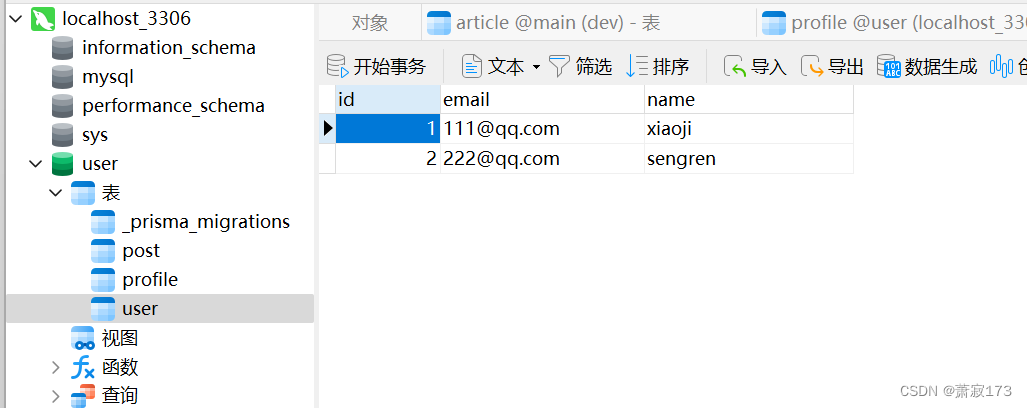 localhost_3306
information_schema
mysql
performance_schema
sys
user
表
_prisma_migrations
post
profile
user
视图
函数
查询
对象 article @main (dev) - 表 profile @user (localhost_330
开始事务 文本 筛选 排序 导入 导出 数据生成
id email name
1 111@qq.com xiaoji
2 222@qq.com sengren
CSDN @萧寂173